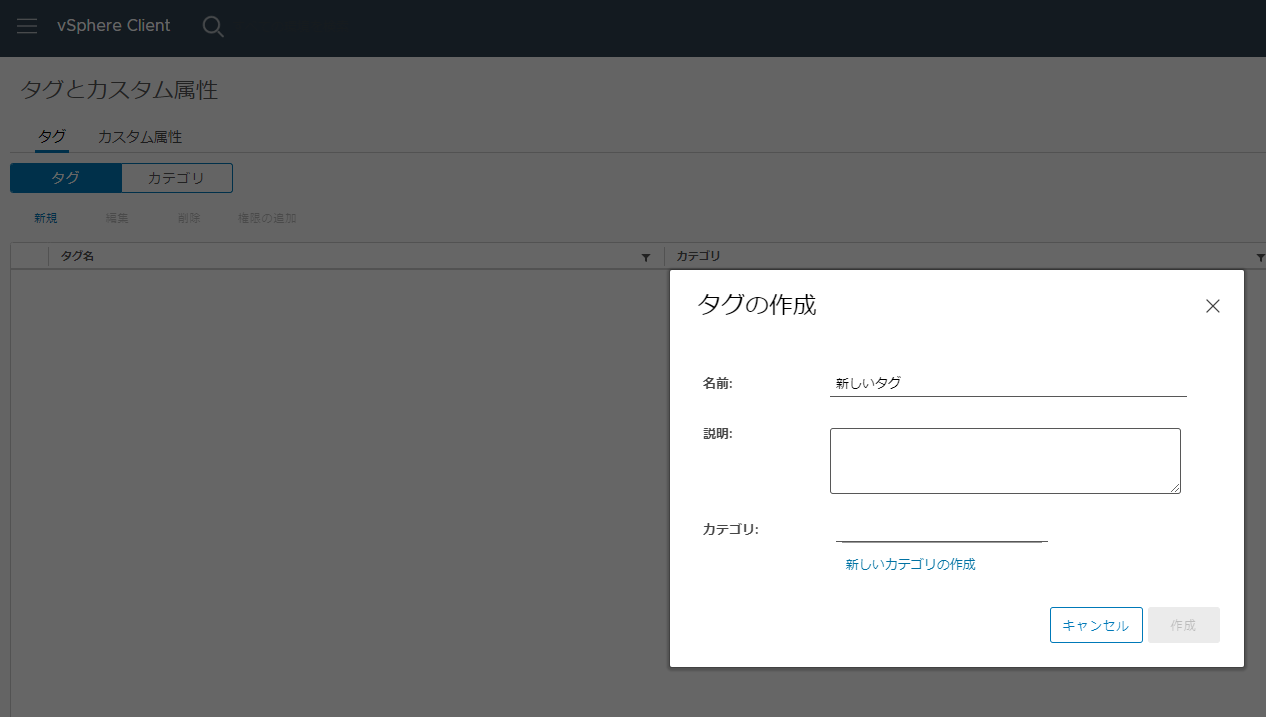 vSphere Client
タグとカスタム属性
タグ カスタム属性
タグ カテゴリ
新規 編集 削除 権限の追加
タグ名 カテゴリ
タグの作成
名前: 新しいタグ
説明:
カテゴリ:
新しいカテゴリの作成
キャンセル 作成